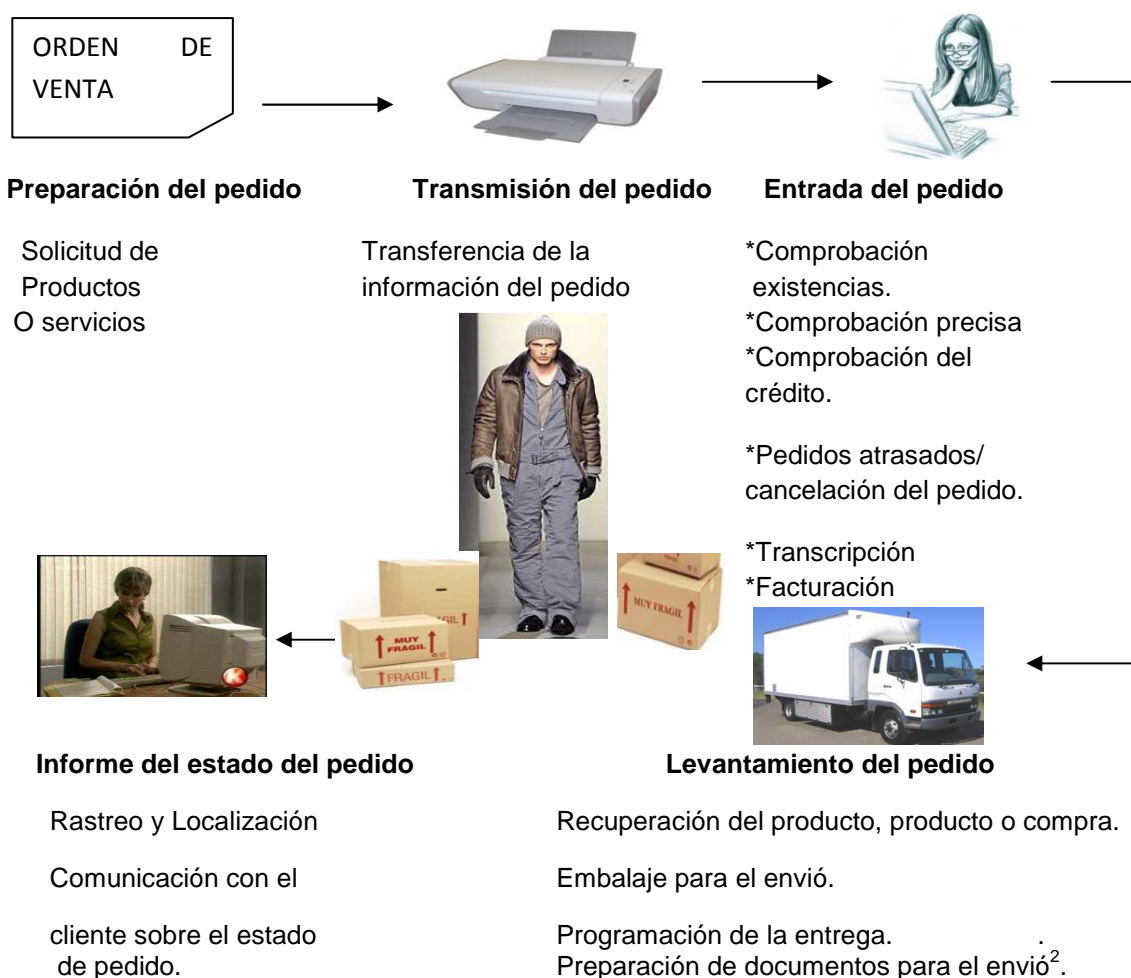 ORDEN DE
VENTA
Preparación del pedido
Transmisión del pedido
Entrada del pedido
Solicitud de
Productos
O servicios
Transferencia de la
información del pedido
*Comprobación
existencias.
*Comprobación precisa
*Comprobación del
crédito.
*Pedidos atrasados/
cancelación del pedido.
*Transcripción
*Facturación
K
GIL
MUY
FRAGIL
FRAGIL
MUY FRAGIL
Informe del estado del pedido
Levantamiento del pedido
Rastreo y Localización
Comunicación con el
cliente sobre el estado
de pedido.
Recuperación del producto, producto o compra.
Embalaje para el envió.
Programación de la entrega. .
Preparación de documentos para el envió².